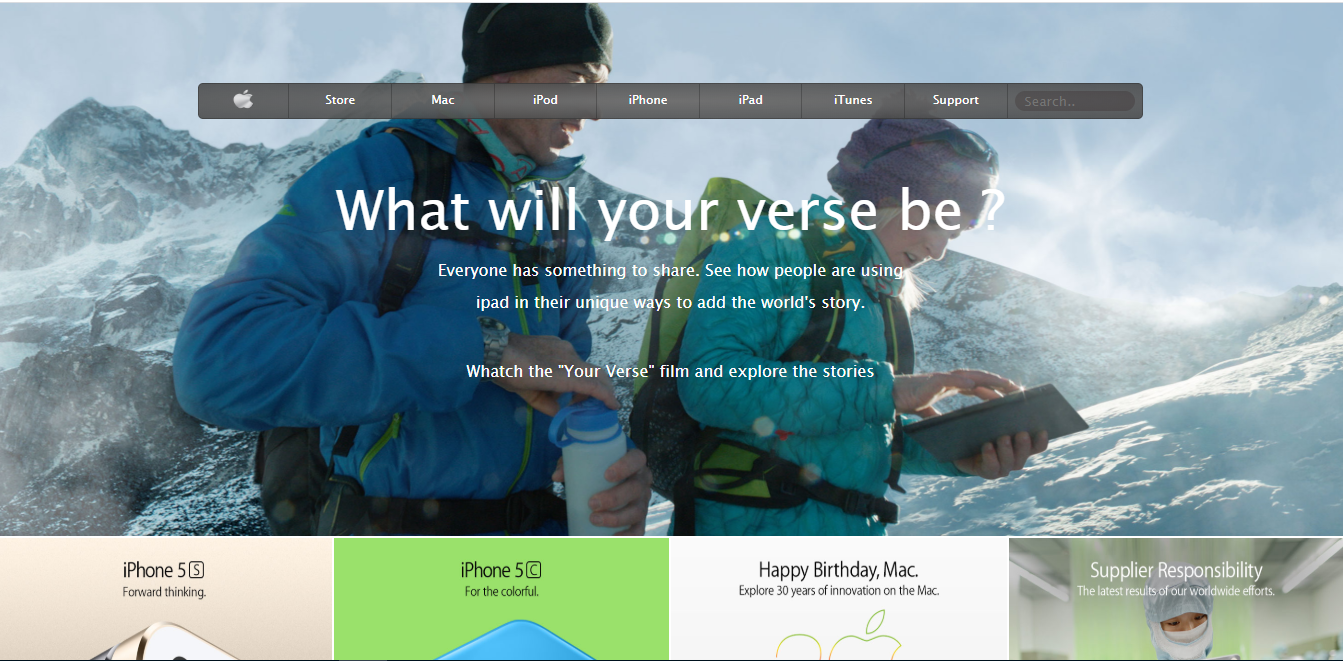 Store
Mac
iPod
iPhone
iPad
iTunes
Support
Search..
What will your verse be ?
Everyone has something to share. See how people are using
ipad in their unique ways to add the world's story.
Whatch the "Your Verse" film and explore the stories
iPhone 5S
Forward thinking.
iPhone 5C
For the colorful.
Happy Birthday, Mac.
Explore 30 years of innovation on the Mac.
Supplier Responsibility
The latest results of our worldwide efforts.